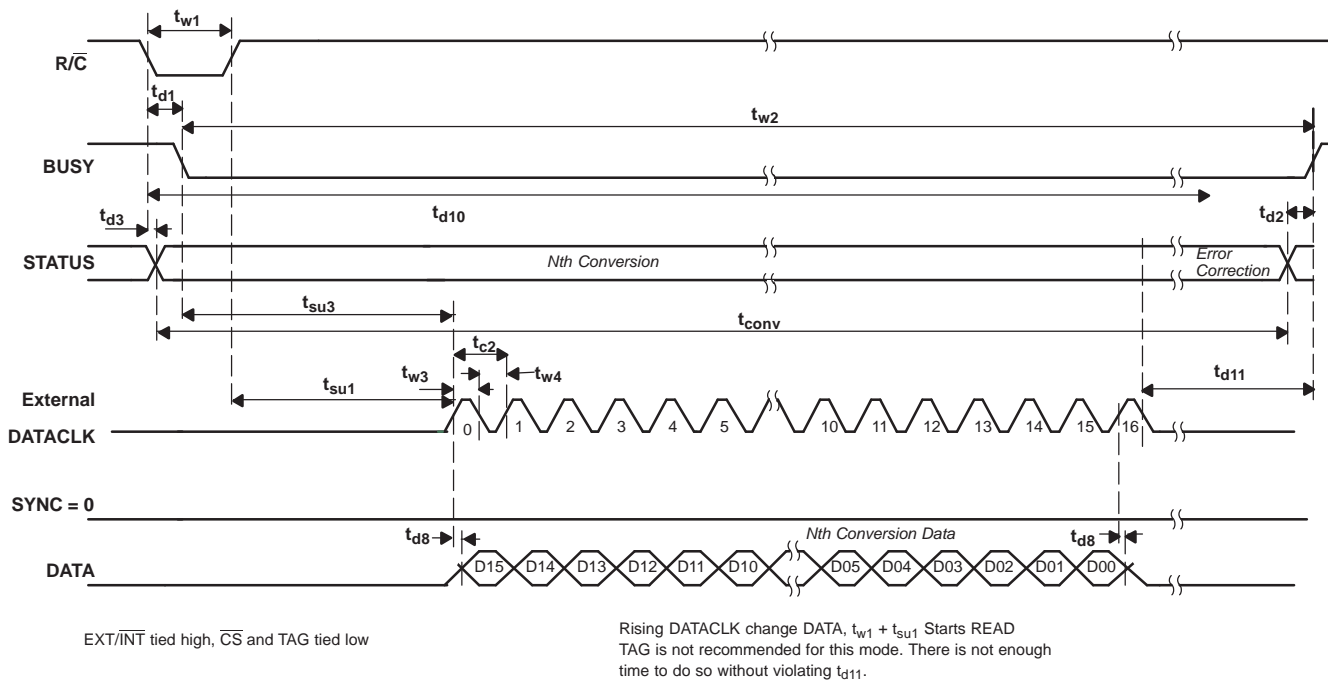 tw1
R/C
td1
tw2
BUSY
td3
td10
td2
STATUS
Nth Conversion
Error
Correction
tsu3
tconv
tc2
tw3
tw4
tsu1
td11
External
DATACLK
0 1 2 3 4 5 10 11 12 13 14 15 16
SYNC = 0
Nth Conversion Data
td8
td8
DATA
D15 D14 D13 D12 D11 D10 D05 D04 D03 D02 D01 D00
EXT/INT tied high, CS and TAG tied low
Rising DATACLK change DATA, tw1 + tsu1 Starts READ
TAG is not recommended for this mode. There is not enough
time to do so without violating td11.